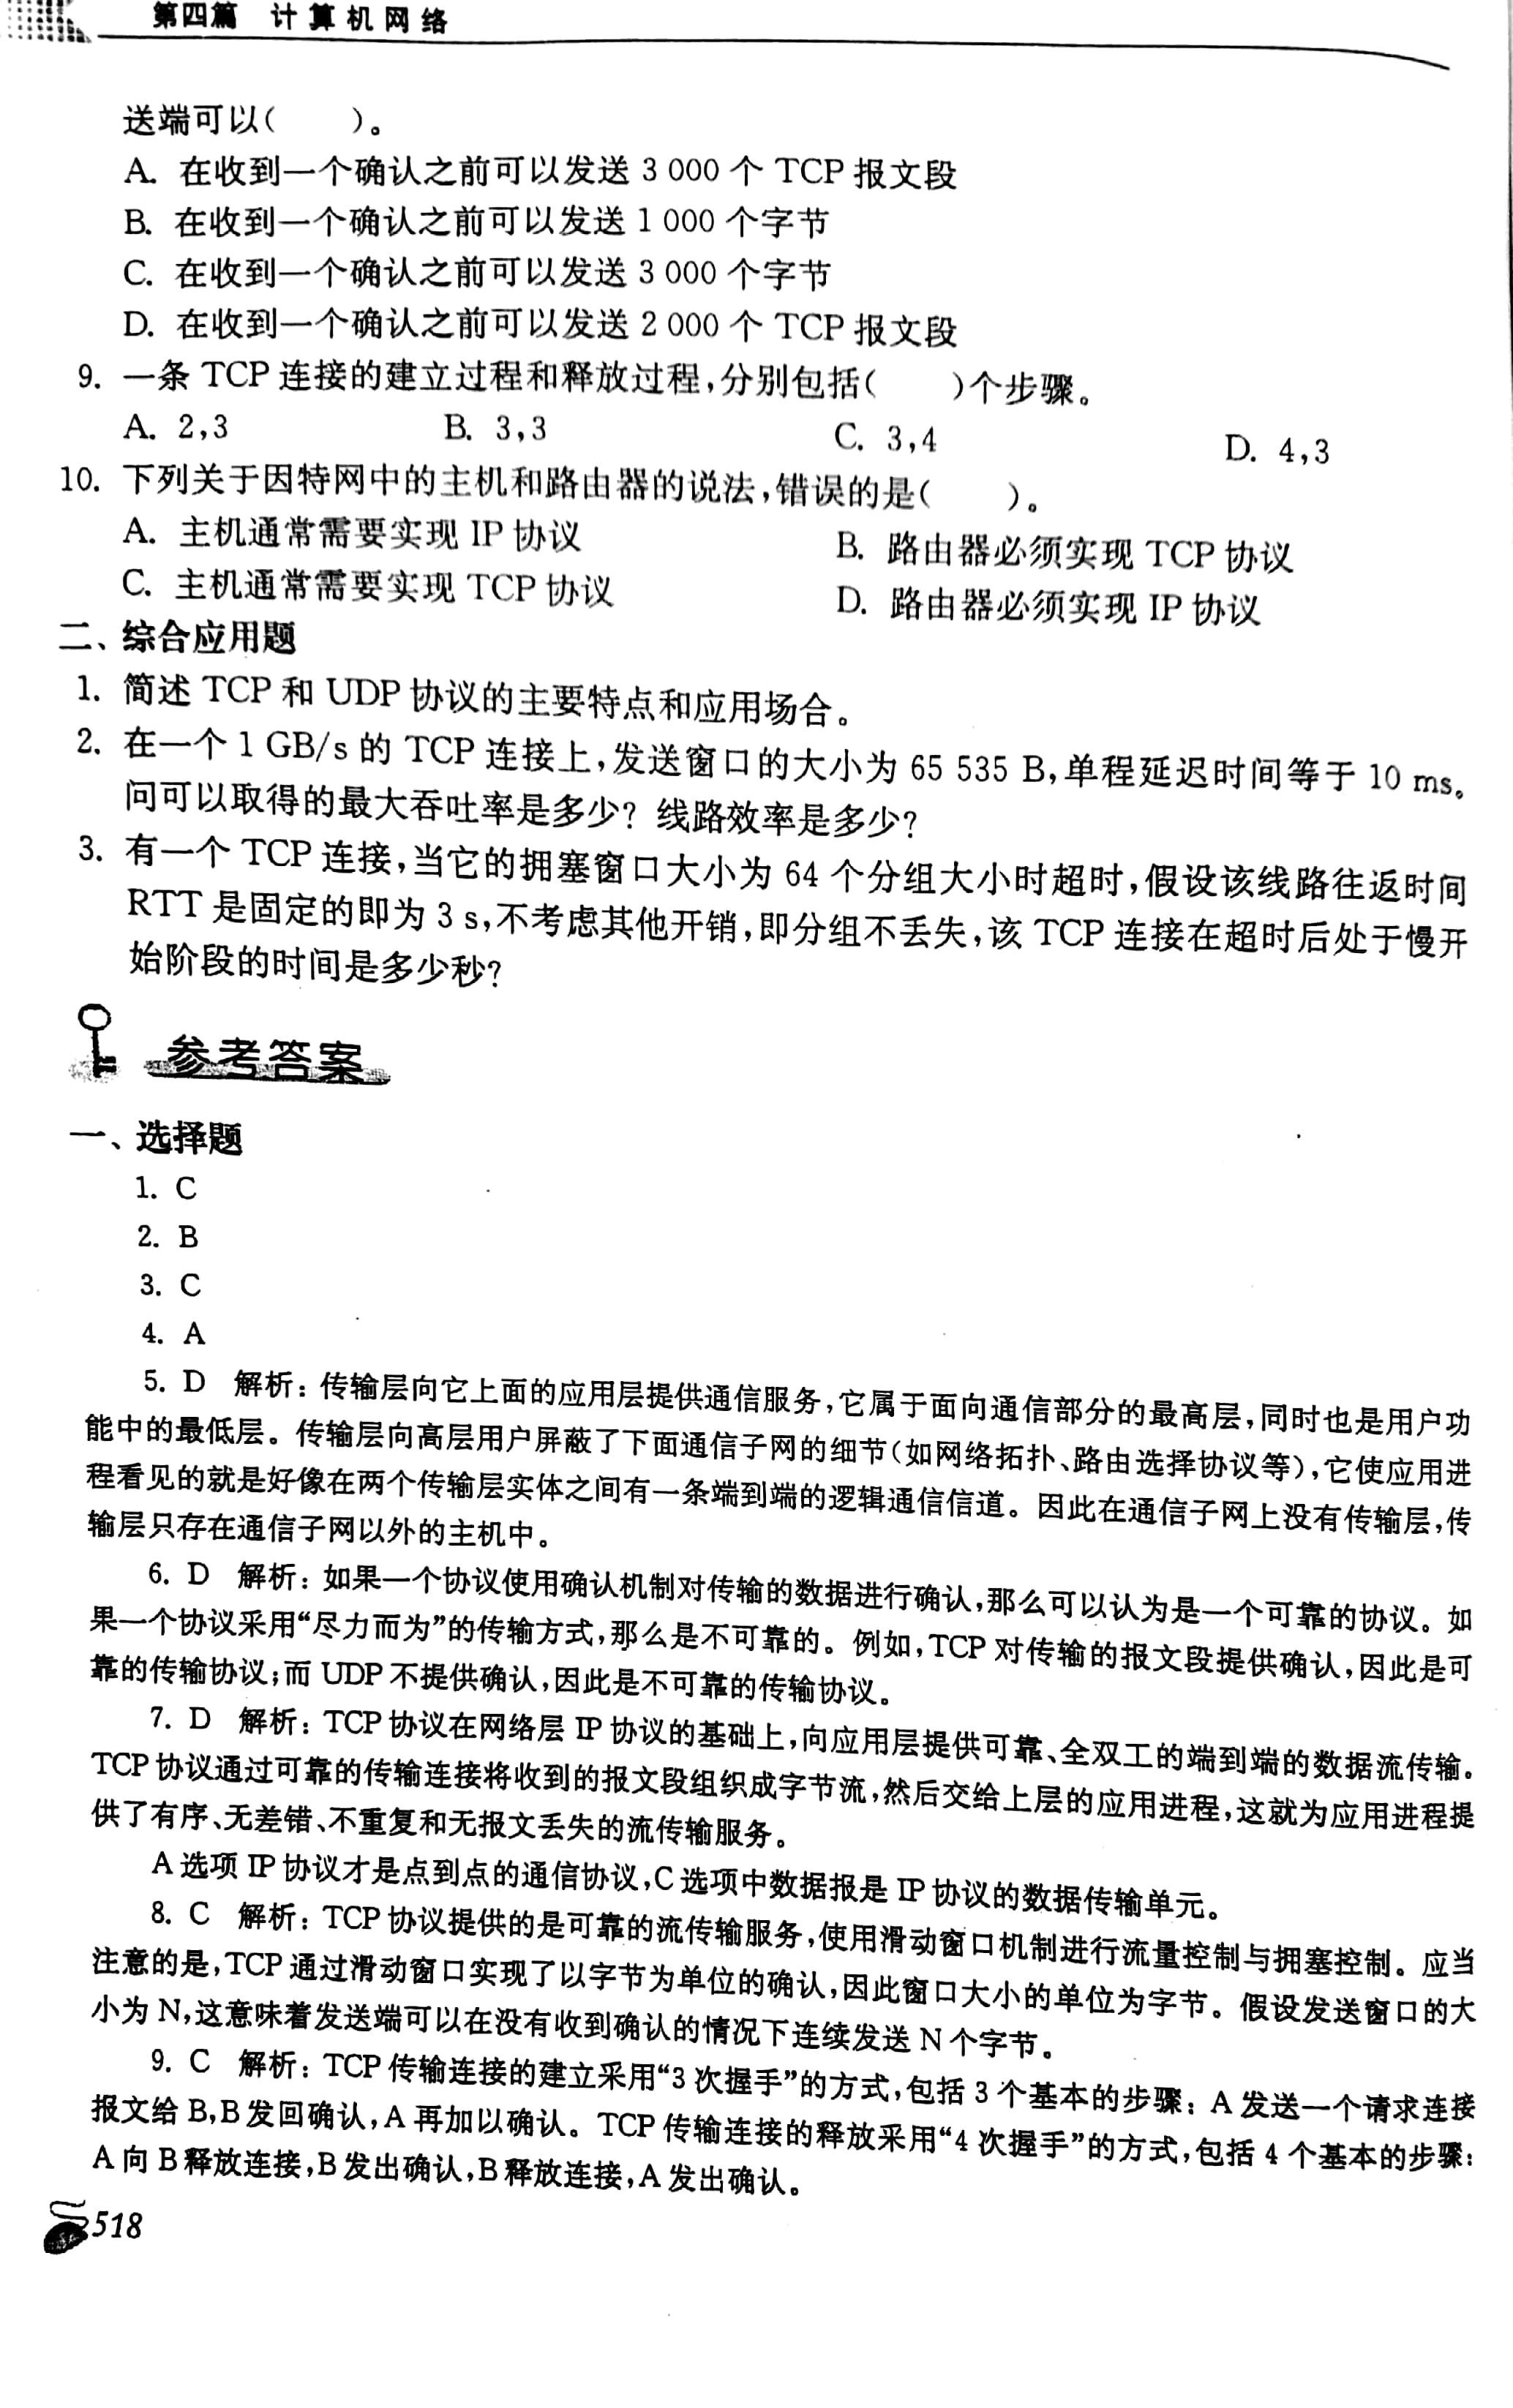 第四篇 计算机网络
送端可以(　　)。
A. 在收到一个确认之前可以发送 3 000 个 TCP 报文段
B. 在收到一个确认之前可以发送 1 000 个字节
C. 在收到一个确认之前可以发送 3 000 个字节
D. 在收到一个确认之前可以发送 2 000 个 TCP 报文段
9. 一条 TCP 连接的建立过程和释放过程,分别包括(　　)个步骤。
A. 2,3　　B. 3,3　　C. 3,4　　D. 4,3
10. 下列关于因特网中的主机和路由器的说法,错误的是(　　)。
A. 主机通常需要实现 IP 协议　　B. 路由器必须实现 TCP 协议
C. 主机通常需要实现 TCP 协议　　D. 路由器必须实现 IP 协议
二、综合应用题
1. 简述 TCP 和 UDP 协议的主要特点和应用场合。
2. 在一个 1 GB/s 的 TCP 连接上,发送窗口的大小为 65 535 B,单程延迟时间等于 10 ms。
问可以取得的最大吞吐率是多少? 线路效率是多少?
3. 有一个 TCP 连接,当它的拥塞窗口大小为 64 个分组大小时超时,假设该线路往返时间
RTT 是固定的即为 3 s,不考虑其他开销,即分组不丢失,该 TCP 连接在超时后处于慢开
始阶段的时间是多少秒?
参考答案
一、选择题
1. C
2. B
3. C
4. A
5. D 解析: 传输层向它上面的应用层提供通信服务,它属于面向通信部分的最高层,同时也是用户功
能中的最低层。传输层向高层用户屏蔽了下面通信子网的细节(如网络拓扑、路由选择协议等),它使应用进
程看见的就是好像在两个传输层实体之间有一条端到端的逻辑通信信道。因此在通信子网上没有传输层,传
输层只存在通信子网以外的主机中。
6. D 解析: 如果一个协议使用确认机制对传输的数据进行确认,那么可以认为是一个可靠的协议。如
果一个协议采用“尽力而为”的传输方式,那么是不可靠的。例如,TCP 对传输的报文段提供确认,因此是可
靠的传输协议;而 UDP 不提供确认,因此是不可靠的传输协议。
7. D 解析: TCP 协议在网络层 IP 协议的基础上,向应用层提供可靠、全双工的端到端的数据流传输。
TCP 协议通过可靠的传输连接将收到的报文段组织成字节流,然后交给上层的应用进程,这就为应用进程提
供了有序、无差错、不重复和无报文丢失的流传输服务。
A 选项 IP 协议才是点到点的通信协议,C 选项中数据报是 IP 协议的数据传输单元。
8. C 解析: TCP 协议提供的是可靠的流传输服务,使用滑动窗口机制进行流量控制与拥塞控制。应当
注意的是,TCP 通过滑动窗口实现了以字节为单位的确认,因此窗口大小的单位为字节。假设发送窗口的大
小为 N,这意味着发送端可以在没有收到确认的情况下连续发送 N 个字节。
9. C 解析: TCP 传输连接的建立采用“3 次握手”的方式,包括 3 个基本的步骤: A 发送一个请求连接
报文给 B,B 发回确认,A 再加以确认。TCP 传输连接的释放采用“4 次握手”的方式,包括 4 个基本的步骤:
A 向 B 释放连接,B 发出确认,B 释放连接,A 发出确认。
518